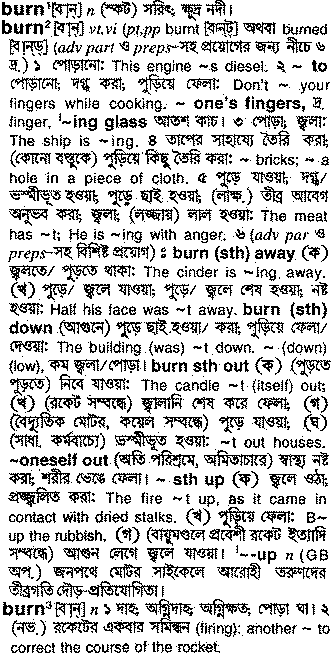 burn¹ [বা্ন্] n (স্কট) সরিৎ; ক্ষুদ্র নদী।
burn² [বা্ন্] vt.vi (pt,pp burnt [বা্ন্ট্] অথবা burned
[বা্ন্ড্] (adv part ও preps-সহ প্রয়োগের জন্য নীচে ৬
দ্র.) ১ পোড়ানো: This engine ~s diesel. ২ ~ to
পোড়ানো; দগ্ধ করা; পুড়িয়ে ফেলা: Don't ~ your
fingers while cooking. ~ one's fingers, দ্র.
finger. '~ing glass আতশ কাচ। ৩ পোড়া; জ্বলা:
The ship is ~ing. ৪ তাপের সাহায্যে তৈরি করা;
(কোনো বস্তুকে) পুড়িয়ে কিছু তৈরি করা: ~ bricks; ~ a
hole in a piece of cloth. ৫ পুড়ে যাওয়া; দগ্ধ/
ভস্মীভূত হওয়া; পুড়ে ছাই হওয়া; (লাক্ষ.) তীব্র আবেগ
অনুভব করা; জ্বলা; (লজ্জায়) লাল হওয়া: The meat
has ~t; He is ~ing with anger. ৬ (adv par ও
preps-সহ বিশিষ্ট প্রয়োগ) : burn (sth) away (ক)
জ্বলতে/ পুড়তে থাকা: The cinder is ~ing. away.
(খ) পুড়ে/ জ্বলে যাওয়া; পুড়ে/ জ্বলে শেষ হওয়া; নষ্ট
হওয়া: Half his face was ~t away. burn (sth)
down (আগুনে) পুড়ে ছাই হওয়া/ করা; পুড়িয়ে ফেলা/
দেওয়া: The building (was) ~t down. ~ (down)
(low), কম জ্বলা/পোড়া। burn sth out (ক) (পুড়তে
পুড়তে) নিবে যাওয়া: The candle ~t (itself) out;
(খ) (রকেট সম্বন্ধে) জ্বালানি শেষ করে ফেলা; (গ)
(বৈদ্যুতিক মোটর, কয়েল সম্বন্ধে) পুড়ে যাওয়া; (ঘ)
(সাধা. কর্মবাচ্যে) ভস্মীভূত হওয়া: ~t out houses.
~oneself out (অতি পরিশ্রমে, অমিতাচারে) স্বাস্থ্য নষ্ট
করা; শরীর ভেঙে ফেলা। ~ sth up (ক) জ্বলে ওঠা;
প্রজ্জ্বলিত করা: The fire ~t up, as it came in
contact with dried stalks. (খ) পুড়িয়ে ফেলা: B~
up the rubbish. (গ) (বায়ুমণ্ডলে প্রবেশী রকেট ইত্যাদি
সম্বন্ধে) আগুন লেগে জ্বলে যাওয়া। '~-up n (GB
অপ.) জনপথে মোটর সাইকেলে আরোহী তরুণদের
তীব্রগতি দৌড়-প্রতিযোগিতা।
burn³ [বা্ন্] n ১ দাহ; অগ্নিদাহ; অগ্নিক্ষত; পোড়া ঘা। ২
(নভ.) রকেটের একবার সমিন্ধন (firing): another ~ to
correct the course of the rocket.